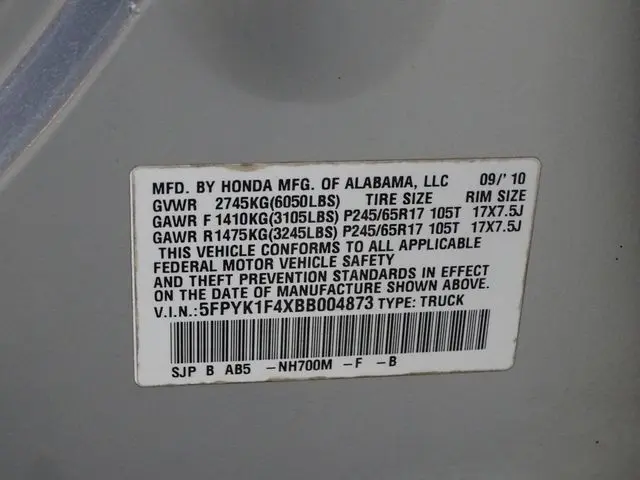 MFD. BY HONDA MFG. OF ALABAMA, LLC 09/'10
GVWR 2745KG(6050LBS) TIRE SIZE RIM SIZE
GAWR F 1410KG(3105LBS) P245/65R17 105T 17X7.5J
GAWR R1475KG(3245LBS) P245/65R17 105T 17X7.5J
THIS VEHICLE CONFORMS TO ALL APPLICABLE
FEDERAL MOTOR VEHICLE SAFETY
AND THEFT PREVENTION STANDARDS IN EFFECT
ON THE DATE OF MANUFACTURE SHOWN ABOVE.
V.I.N.:5FPYK1F4XBB004873 TYPE: TRUCK
SJP B AB5 -NH700M -F -B